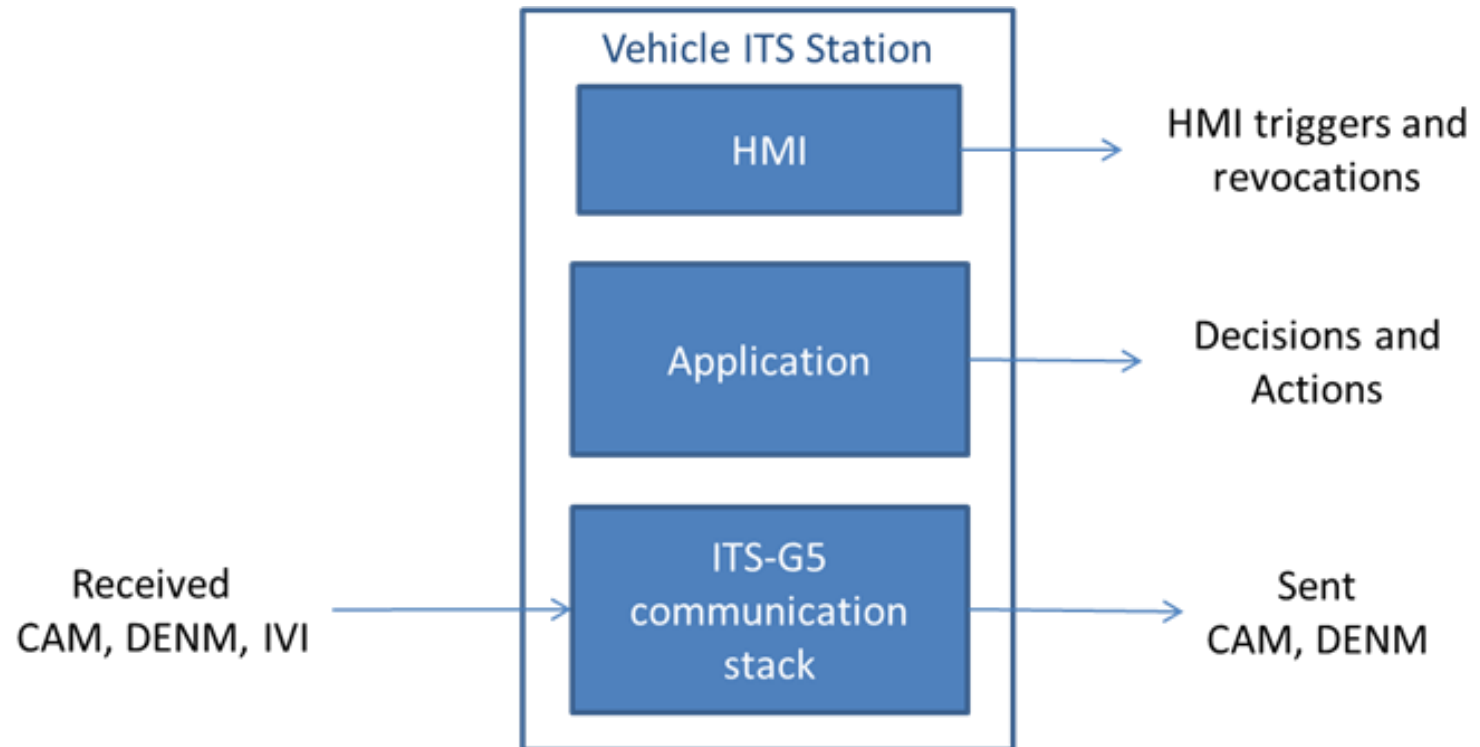 Vehicle ITS Station
HMI
HMI triggers and
revocations
Application
Decisions and
Actions
Received
CAM, DENM, IVI
ITS-G5
communication
stack
Sent
CAM, DENM